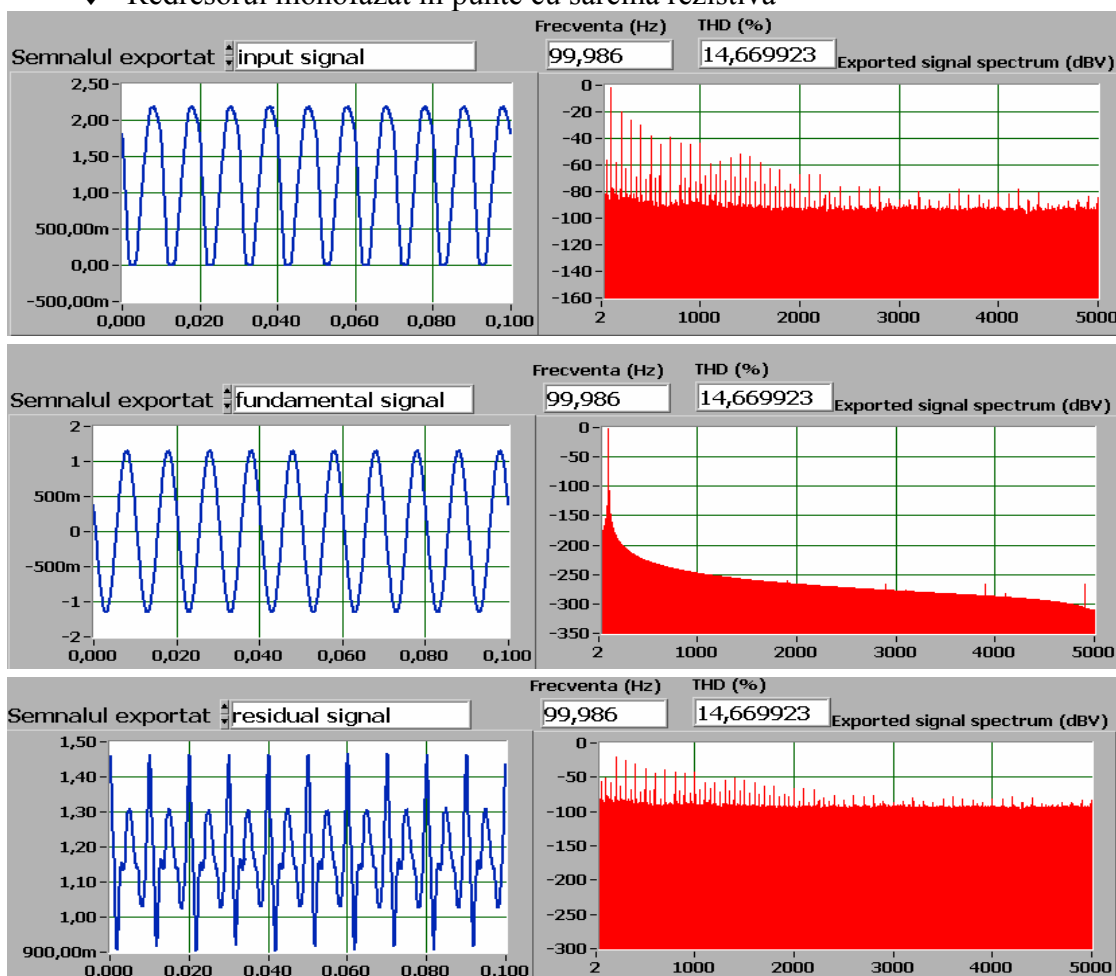 Redresorul monofazat in punte cu sarcina rezistiva
Frecventa (Hz) THD (%)
Semnalul exportat input signal 99,986 14,669923 Exported signal spectrum (dBV)
2,50
2,00
1,50
1,00
500,00m
0,00
-500,00m
0,000 0,020 0,040 0,060 0,080 0,100
0
-20
-40
-60
-80
-100
-120
-140
-160
2 1000 2000 3000 4000 5000
Frecventa (Hz) THD (%)
Semnalul exportat fundamental signal 99,986 14,669923 Exported signal spectrum (dBV)
2
1
500m
0
-500m
-1
-2
0,000 0,020 0,040 0,060 0,080 0,100
0
-50
-100
-150
-200
-250
-300
-350
2 1000 2000 3000 4000 5000
Frecventa (Hz) THD (%)
Semnalul exportat residual signal 99,986 14,669923 Exported signal spectrum (dBV)
1,50
1,40
1,30
1,20
1,10
1,00
900,00m
0,000 0,020 0,040 0,060 0,080 0,100
0
-50
-100
-150
-200
-250
-300
2 1000 2000 3000 4000 5000